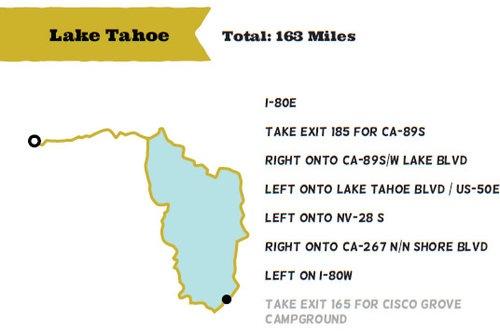 Lake Tahoe
Total: 163 Miles
I-80E
TAKE EXIT 185 FOR CA-89S
RIGHT ONTO CA-89S/W LAKE BLVD
LEFT ONTO LAKE TAHOE BLVD / US-50E
LEFT ONTO NV-28 S
RIGHT ONTO CA-267 N/N SHORE BLVD
LEFT ON I-80W
TAKE EXIT 165 FOR CISCO GROVE
CAMPGROUND